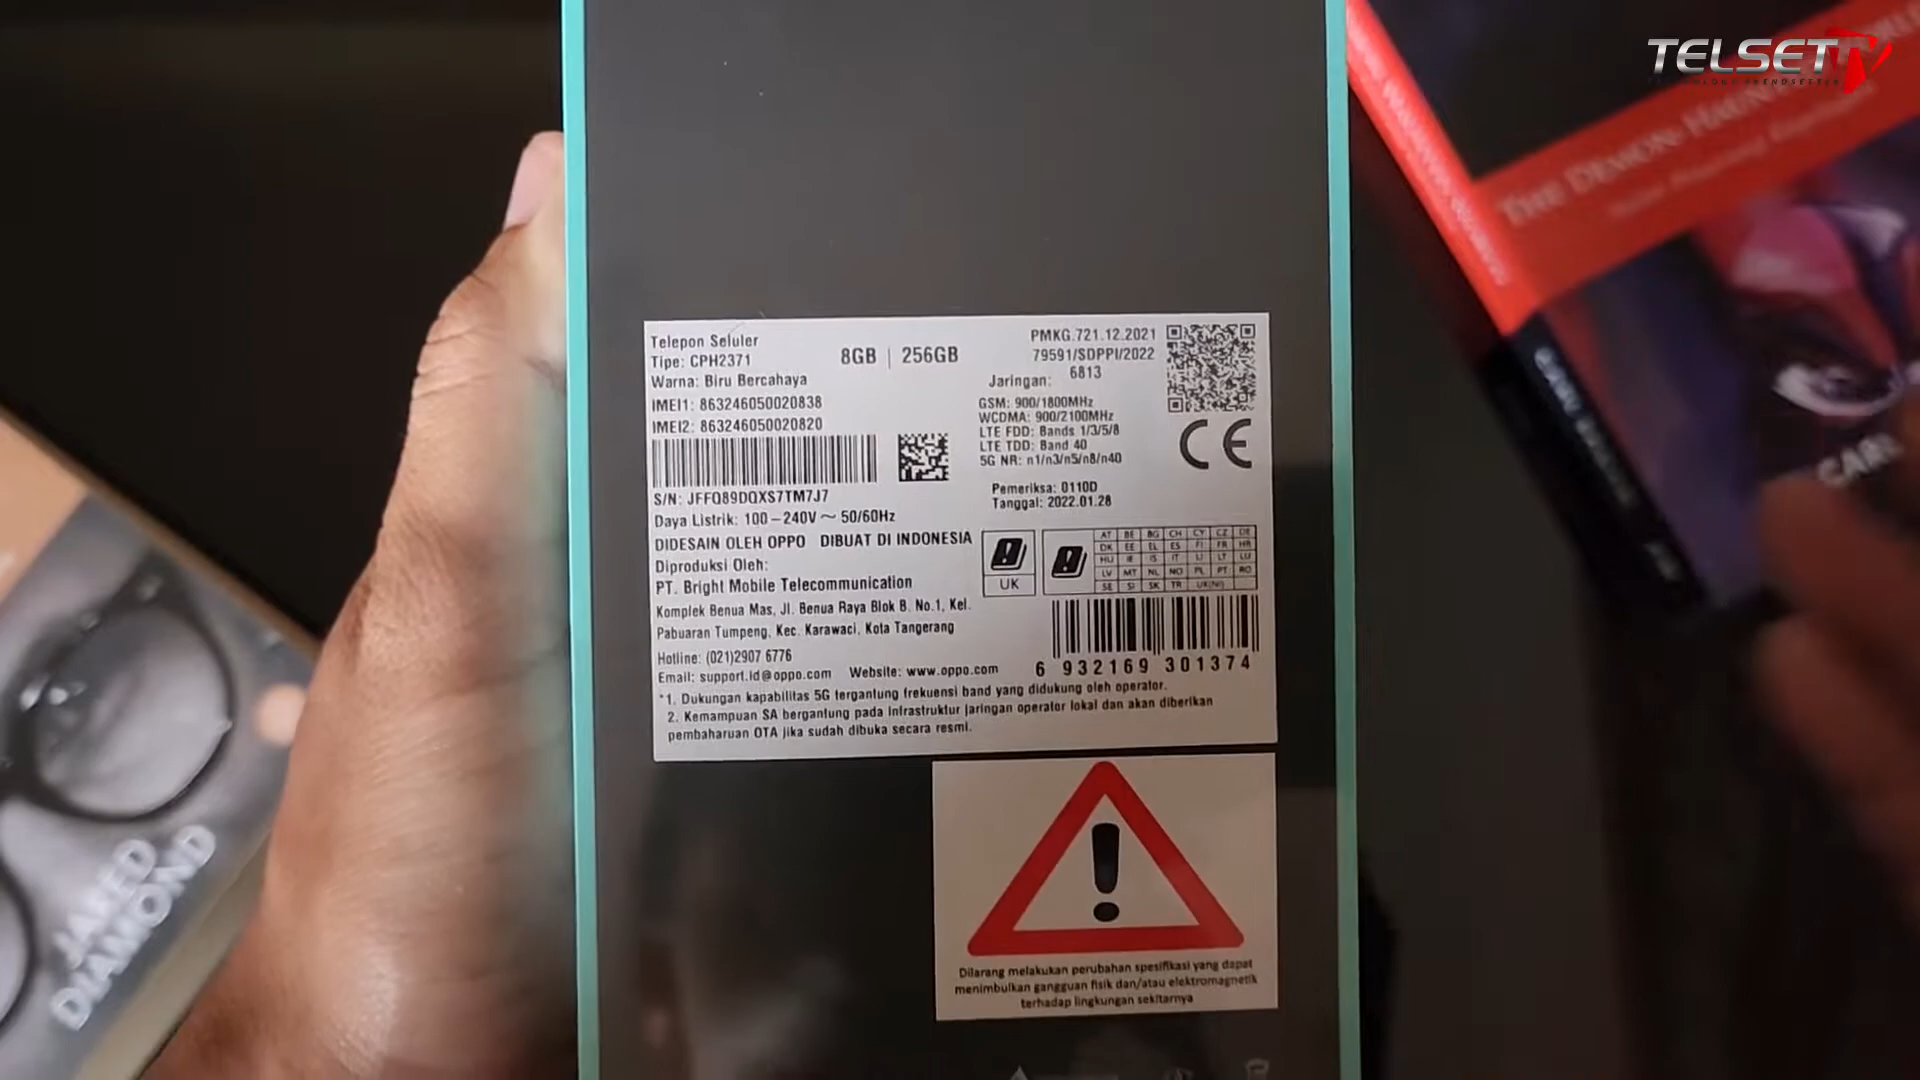 TELSET TV
THE DEMON-HAUNTED
Telepon Seluler
Tipe: CPH2371
Warna: Biru Bercahaya
8GB | 256GB
IMEI1: 863246050020838
IMEI2: 863246050020820
S/N: JFFQ89DQXS7TM7J7
Daya Listrik: 100-240V ~ 50/60Hz
DIDESAIN OLEH OPPO DIBUAT DI INDONESIA
Diproduksi Oleh:
PT. Bright Mobile Telecommunication
Komplek Benua Mas, Jl. Benua Raya Blok B. No.1, Kel.
Pabuaran Tumpeng, Kec. Karawaci, Kota Tangerang
Hotline: (021)2907 6776
Email: support.id@oppo.com Website: www.oppo.com
PMKG.721.12.2021
79591/SDPPI/2022
6813
Jaringan:
GSM: 900/1800MHz
WCDMA: 900/2100MHz
LTE FDD: Bands 1/3/5/8
LTE TDD: Band 40
5G NR: n1/n3/n5/n8/n40
CE
Pemeriksa: 0110D
Tanggal: 2022.01.28
UK
AT BE BG CH CY CZ DE
DK EE EL ES FI FR HR
HU IE IS IT LI LT LU
LV MT NL NO PL PT RO
SE SI SK TR UK(NI)
6 932169 301374
*1. Dukungan kapabilitas 5G tergantung frekuensi band yang didukung oleh operator.
2. Kemampuan SA bergantung pada infrastruktur jaringan operator lokal dan akan diberikan
pembaharuan OTA jika sudah dibuka secara resmi.
Dilarang melakukan perubahan spesifikasi yang dapat
menimbulkan gangguan fisik dan/atau elektromagnetik
terhadap lingkungan sekitarnya
JARED
DIAMOND